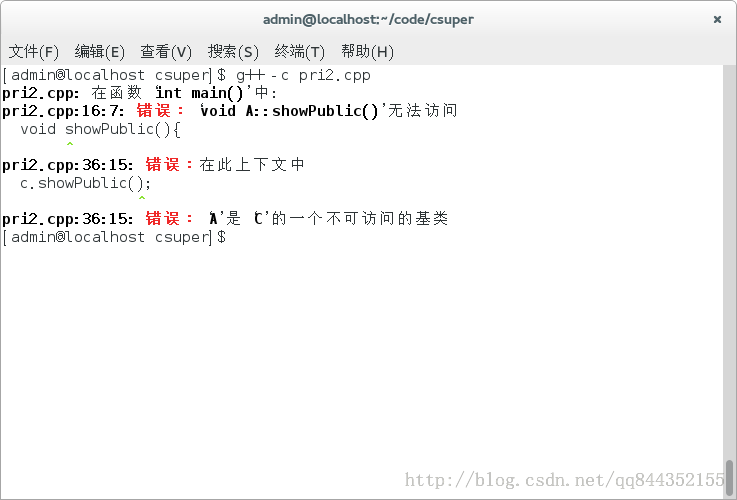 admin@localhost:~/code/csuper ×
文件(F) 编辑(E) 查看(V) 搜索(S) 终端(T) 帮助(H)
[admin@localhost csuper]$ g++ -c pri2.cpp
pri2.cpp: 在函数‘int main()’中:
pri2.cpp:16:7: 错误：‘void A::showPublic()’无法访问
void showPublic(){
^
pri2.cpp:36:15: 错误：在此上下文中
c.showPublic();
^
pri2.cpp:36:15: 错误：‘A’是‘C’的一个不可访问的基类
[admin@localhost csuper]$
http://blog.csdn.net/qq844352155